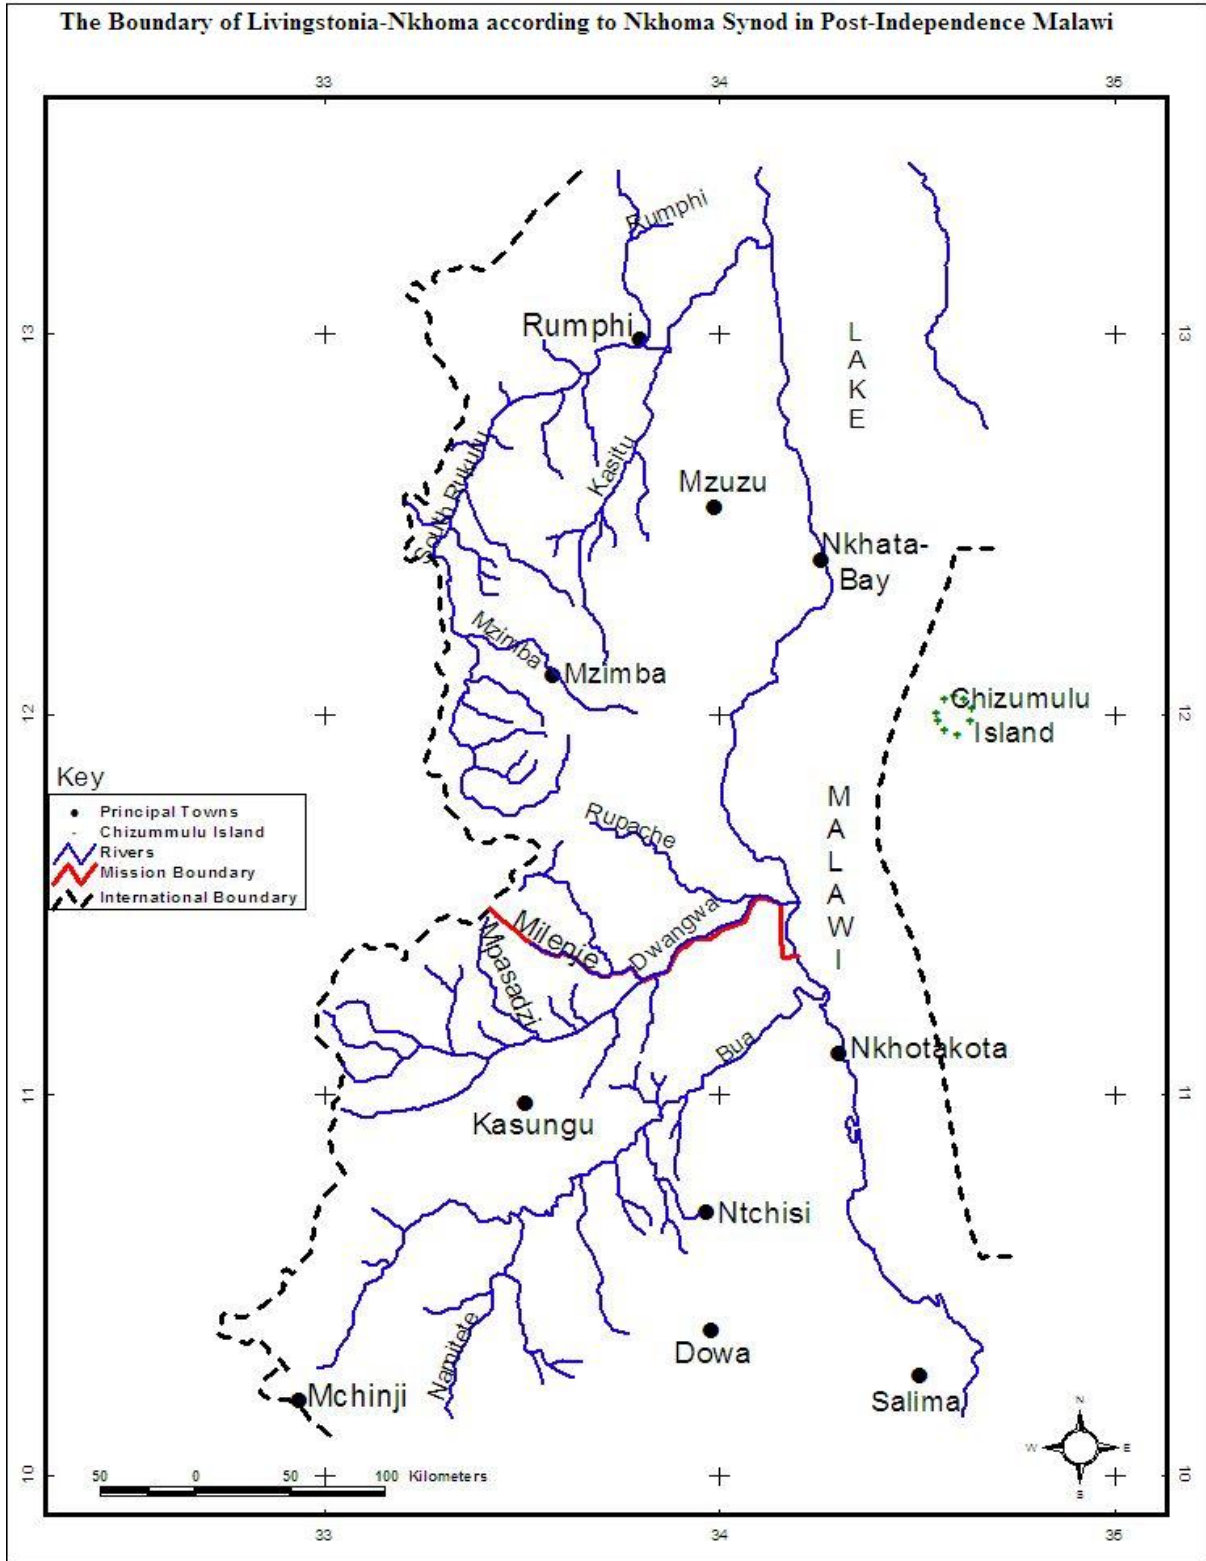 The Boundary of Livingstonia-Nkhoma according to Nkhoma Synod in Post-Independence Malawi
33
34
35
Rumphi
13
13
Rumphi
LAKE
South Rukuru
Kasitu
Mzuzu
Nkhata-
Bay
Mzimba
Mzimba
12
12
Chizumulu
Island
Key
Principal Towns
Chizummulu Island
Rivers
Mission Boundary
International Boundary
MALAWI
Rupache
Milenje
Dwangwa
Mpasadzi
Bua
Nkhotakota
11
11
Kasungu
Ntchisi
Namitete
Dowa
Mchinji
Salima
N
W
E
S
10
10
50
0
50
100 Kilometers
33
34
35